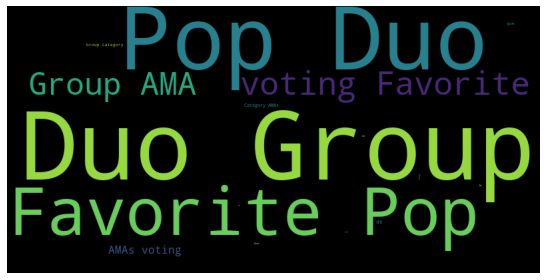 Pop Duo
Group Category
Group AMA
voting Favorite
Category AMAs
Duo Group
Favorite Pop
AMAs voting